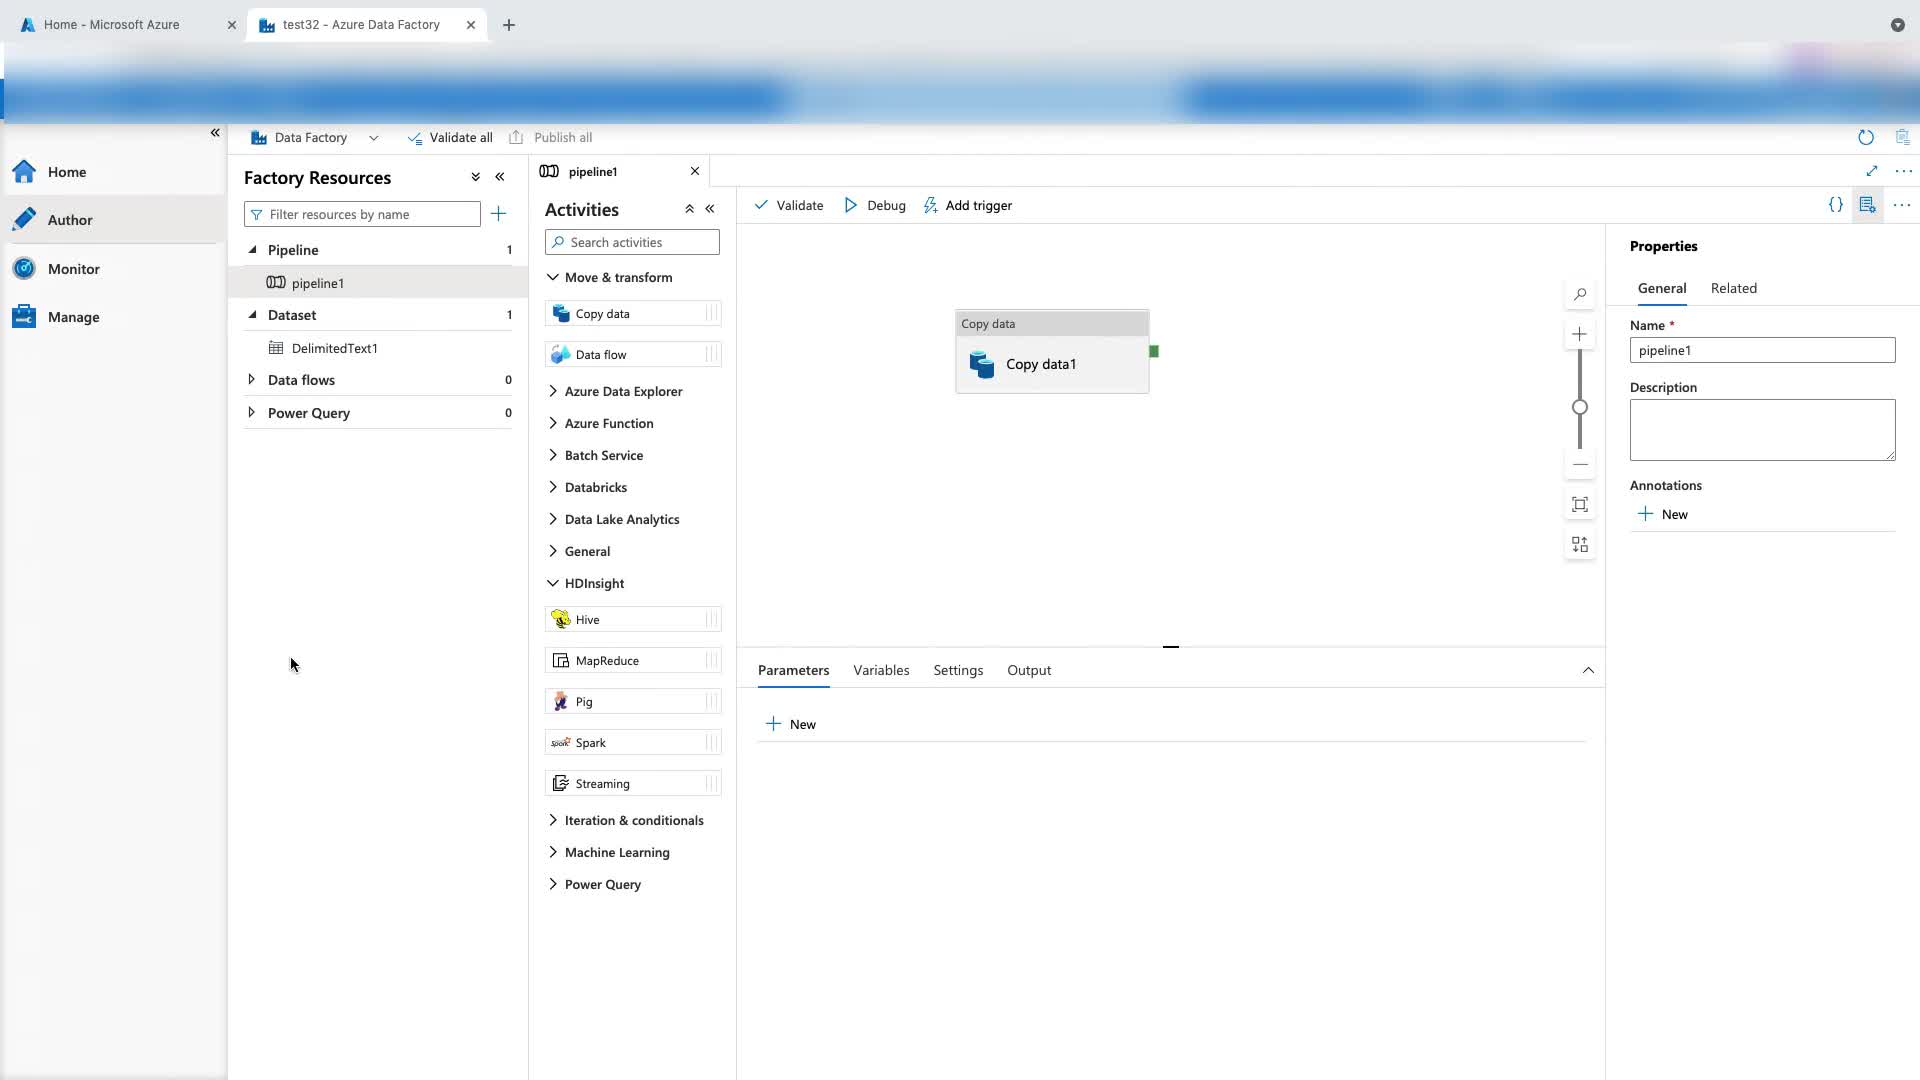 Home - Microsoft Azure
test32 - Azure Data Factory
Data Factory
Validate all
Publish all
Home
Author
Monitor
Manage
Factory Resources
Filter resources by name
Pipeline 1
pipeline1
Dataset 1
DelimitedText1
Data flows 0
Power Query 0
pipeline1
Activities
Search activities
Move & transform
Copy data
Data flow
Azure Data Explorer
Azure Function
Batch Service
Databricks
Data Lake Analytics
General
HDInsight
Hive
MapReduce
Pig
Spark Spark
Streaming
Iteration & conditionals
Machine Learning
Power Query
Validate
Debug
Add trigger
{}
Copy data
Copy data1
Parameters
Variables
Settings
Output
New
Properties
General
Related
Name *
pipeline1
Description
Annotations
New